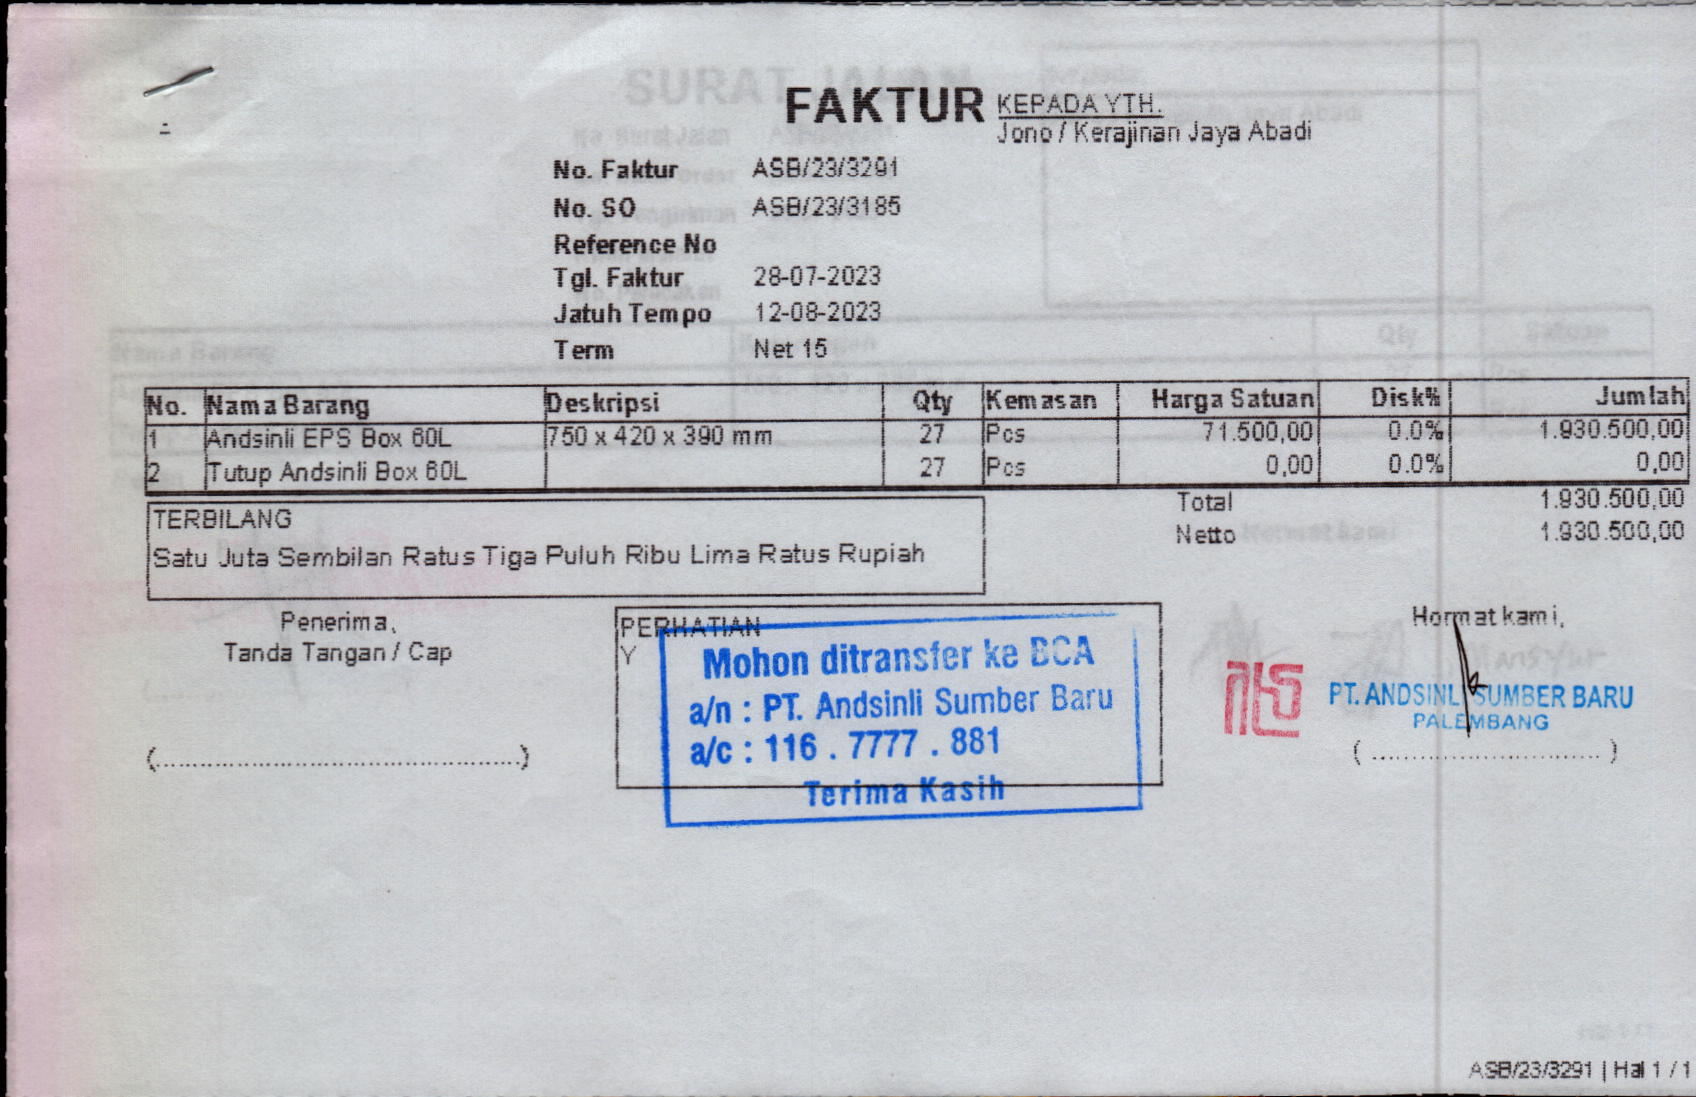 FAKTUR
KEPADA YTH.
Jono / Kerajinan Jaya Abadi
No. Faktur ASB/23/3291
No. SO ASB/23/3185
Reference No
Tgl. Faktur 28-07-2023
Jatuh Tempo 12-08-2023
Term Net 15
No. Nama Barang Deskripsi Qty Kemasan Harga Satuan Disk% Jumlah
1 Andsinli EPS Box 60L 750 x 420 x 390 mm 27 Pcs 71.500,00 0.0% 1.930.500,00
2 Tutup Andsinli Box 60L 27 Pcs 0,00 0.0% 0,00
Total 1.930.500,00
Netto 1.930.500,00
TERBILANG
Satu Juta Sembilan Ratus Tiga Puluh Ribu Lima Ratus Rupiah
Penerima,
Tanda Tangan / Cap
(..............................................)
PERHATIAN
Y
Mohon ditransfer ke BCA
a/n : PT. Andsinli Sumber Baru
a/c : 116 . 7777 . 881
Terima Kasih
Hormat kami,
PT. ANDSINLI SUMBER BARU
PALEMBANG
(..............................)
ASB/23/3291 | Hal 1 / 1